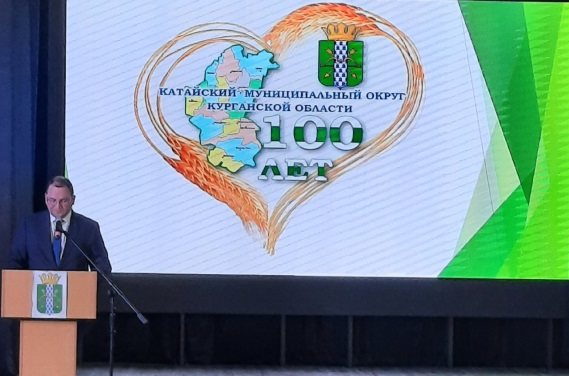 КАТАЙСКИЙ МУНИЦИПАЛЬНЫЙ ОКРУГ
КУРГАНСКОЙ ОБЛАСТИ
100
ЛЕТ